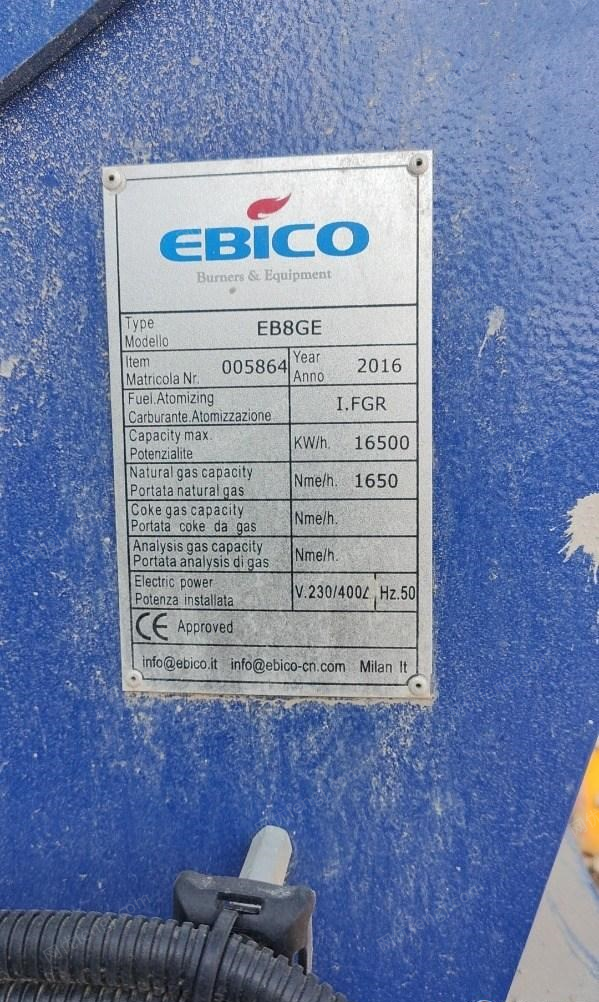 EBICO
Burners & Equipment
Type
Modello
EB8GE
Item
Matricola Nr.
005864
Year
Anno
2016
Fuel.Atomizing
Carburante.Atomizzazione
I.FGR
Capacity max.
Potenzialite
KW/h. 16500
Natural gas capacity
Portata natural gas
Nme/h. 1650
Coke gas capacity
Portata coke da gas
Nme/h.
Analysis gas capacity
Portata analysis di gas
Nme/h.
Electric power
Potenza installata
V.230/400 Hz.50
CE Approved
info@ebico.it info@ebico-cn.com Milan It